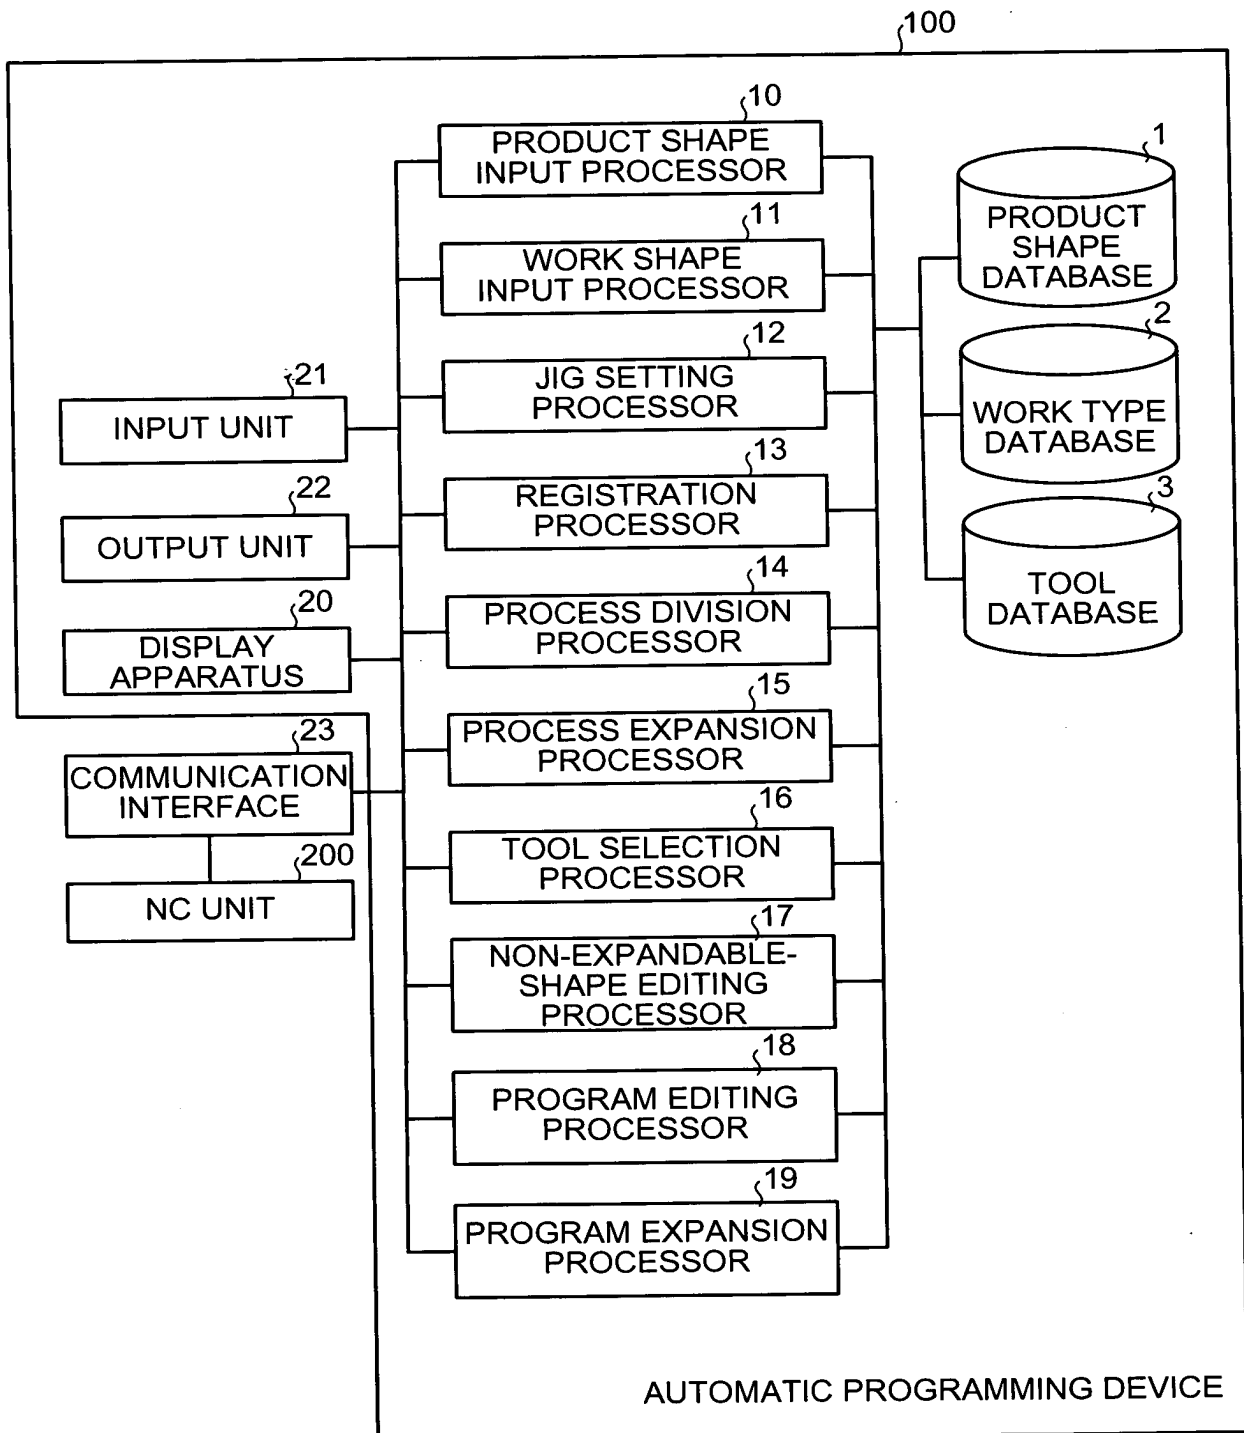 100
10
PRODUCT SHAPE
INPUT PROCESSOR
11
WORK SHAPE
INPUT PROCESSOR
12
JIG SETTING
PROCESSOR
13
REGISTRATION
PROCESSOR
14
PROCESS DIVISION
PROCESSOR
15
PROCESS EXPANSION
PROCESSOR
16
TOOL SELECTION
PROCESSOR
17
NON-EXPANDABLE-
SHAPE EDITING
PROCESSOR
18
PROGRAM EDITING
PROCESSOR
19
PROGRAM EXPANSION
PROCESSOR
21
INPUT UNIT
22
OUTPUT UNIT
20
DISPLAY
APPARATUS
23
COMMUNICATION
INTERFACE
200
NC UNIT
1
PRODUCT
SHAPE
DATABASE
2
WORK TYPE
DATABASE
3
TOOL
DATABASE
AUTOMATIC PROGRAMMING DEVICE